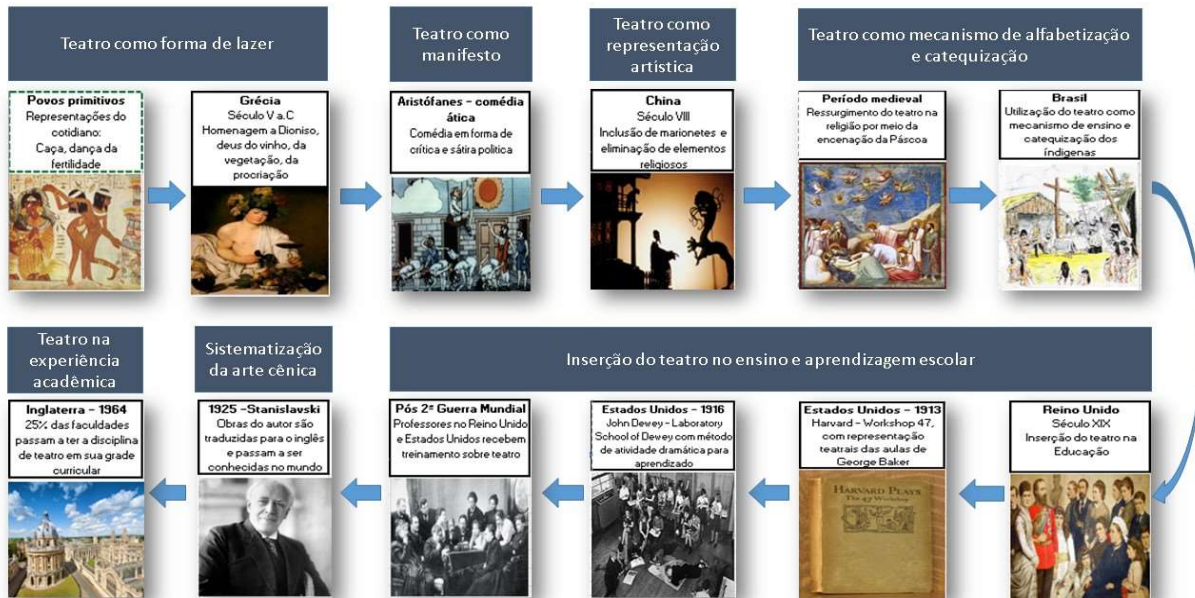 Teatro como forma de lazer
Teatro como
manifesto
Teatro como
representação
artística
Teatro como mecanismo de alfabetização
e catequização
Povos primitivos
Representações do
cotidiano:
Caça, dança da
fertilidade
Grécia
Século V a.C
Homenagem a Dioniso,
deus do vinho, da
vegetação, da
procriação
Aristófanes - comédia
ática
Comédia em forma de
crítica e sátira política
China
Século VIII
Inclusão de marionetes e
eliminação de elementos
religiosos
Período medieval
Ressurgimento do teatro na
religião por meio da
encenação da Páscoa
Brasil
Utilização do teatro como
mecanismo de ensino e
catequização dos
índigenas
Teatro na
experiência
acadêmica
Sistematização
da arte cênica
Inserção do teatro no ensino e aprendizagem escolar
Inglaterra - 1964
25% das faculdades
passam a ter a disciplina
de teatro em sua grade
curricular
1925 -Stanislavski
Obras do autor são
traduzidas para o inglês
e passam a ser
conhecidas no mundo
Pós 2ª Guerra Mundial
Professores no Reino Unido
e Estados Unidos recebem
treinamento sobre teatro
Estados Unidos - 1916
John Dewey - Laboratory
School of Dewey com método
de atividade dramática para
aprendizado
Estados Unidos - 1913
Harvard - Workshop 47,
com representação
teatrais das aulas de
George Baker
Reino Unido
Século XIX
Inserção do teatro na
Educação
HARVARD PLAYS
The 47 Workshop